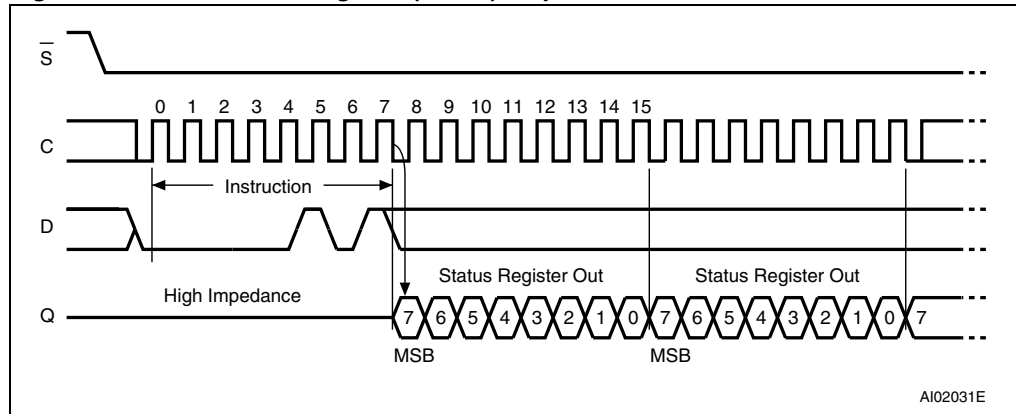 S
0 1 2 3 4 5 6 7 8 9 10 11 12 13 14 15
C
Instruction
D
Status Register Out Status Register Out
High Impedance
Q 7 6 5 4 3 2 1 0 7 6 5 4 3 2 1 0 7
MSB MSB
AI02031E